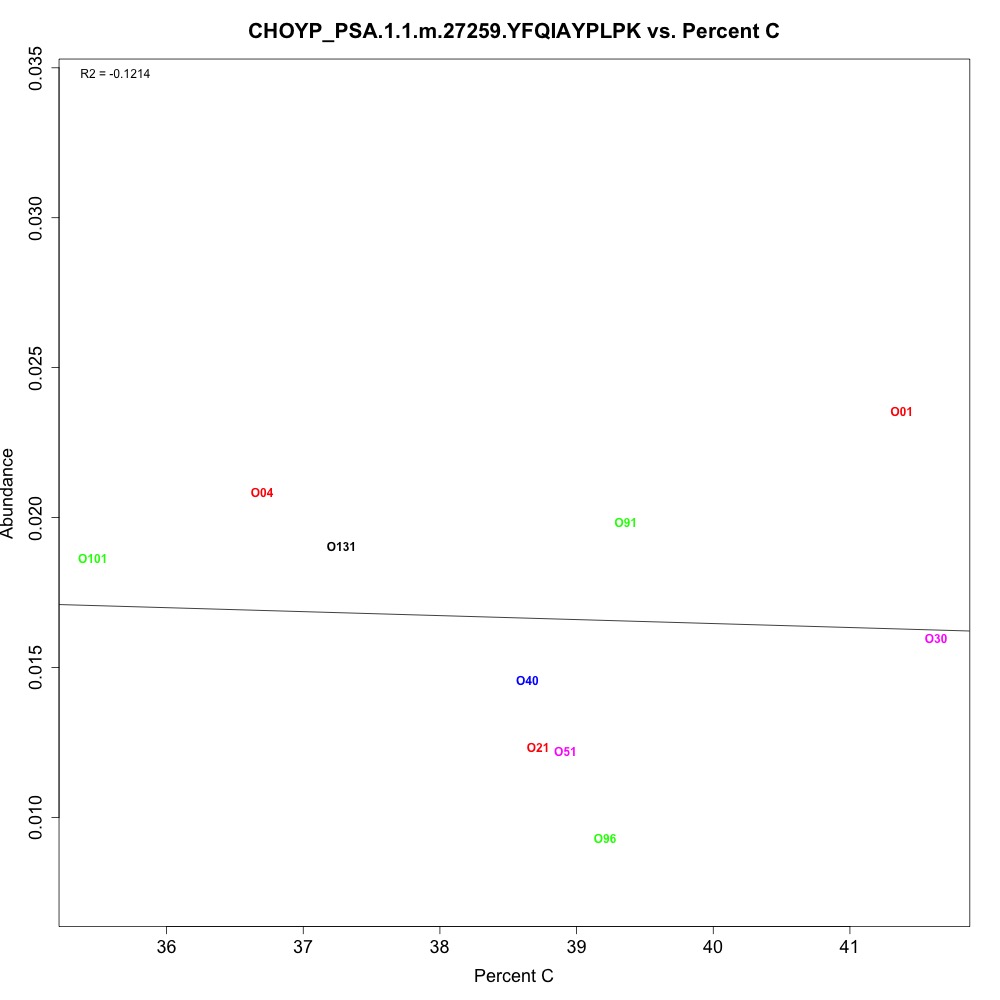 CHOYP_PSA.1.1.m.27259.YFQIAYPLPK vs. Percent C
R2 = -0.1214
0.035
0.030
0.025
0.020
0.015
0.010
Abundance
O01
O04
O91
O131
O101
O30
O40
O21
O51
O96
36 37 38 39 40 41
Percent C